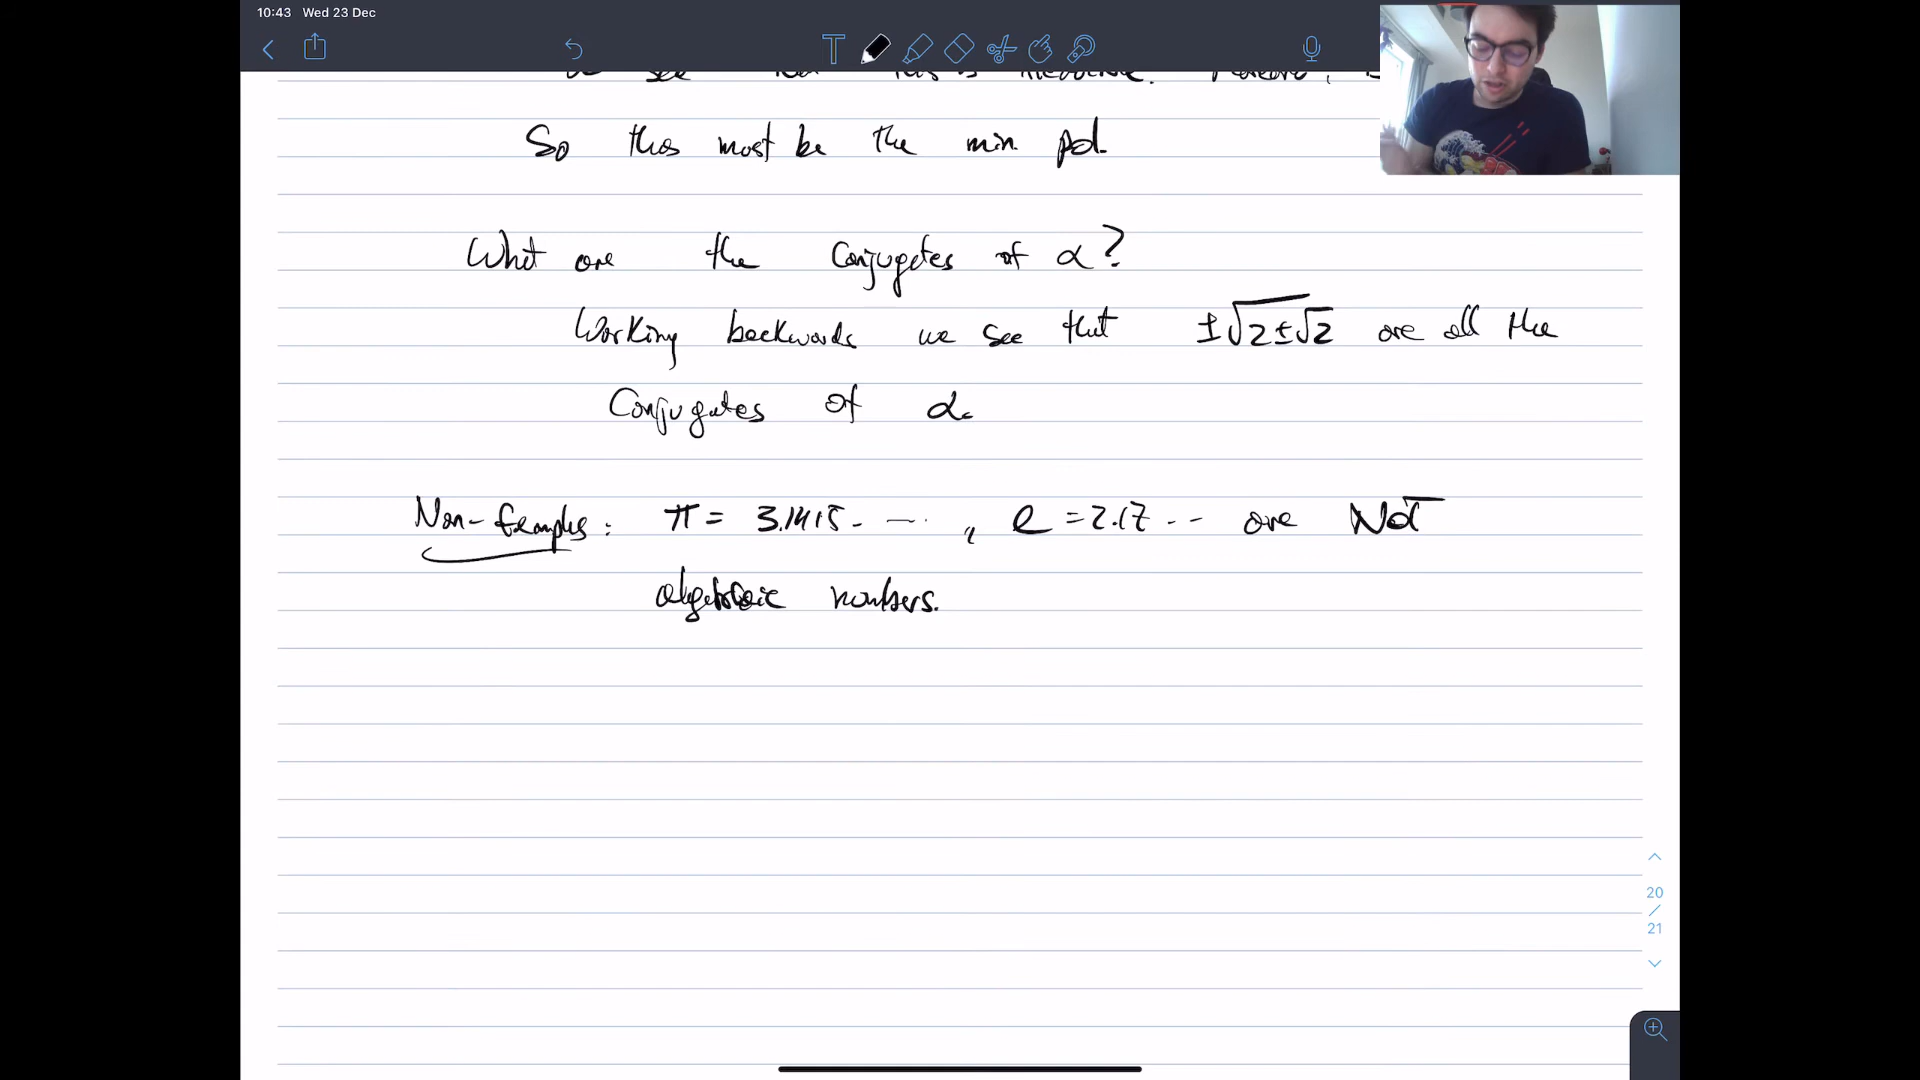 10:43 Wed 23 Dec
see
So this must be the min. pol.
What are the Conjugates of α?
Working backwards we see that ±√2±√2 are all the
Conjugates of α.
Non-Examples: π = 3.1415... , e = 2.17.. are Not
algebraic numbers.
20
/
21